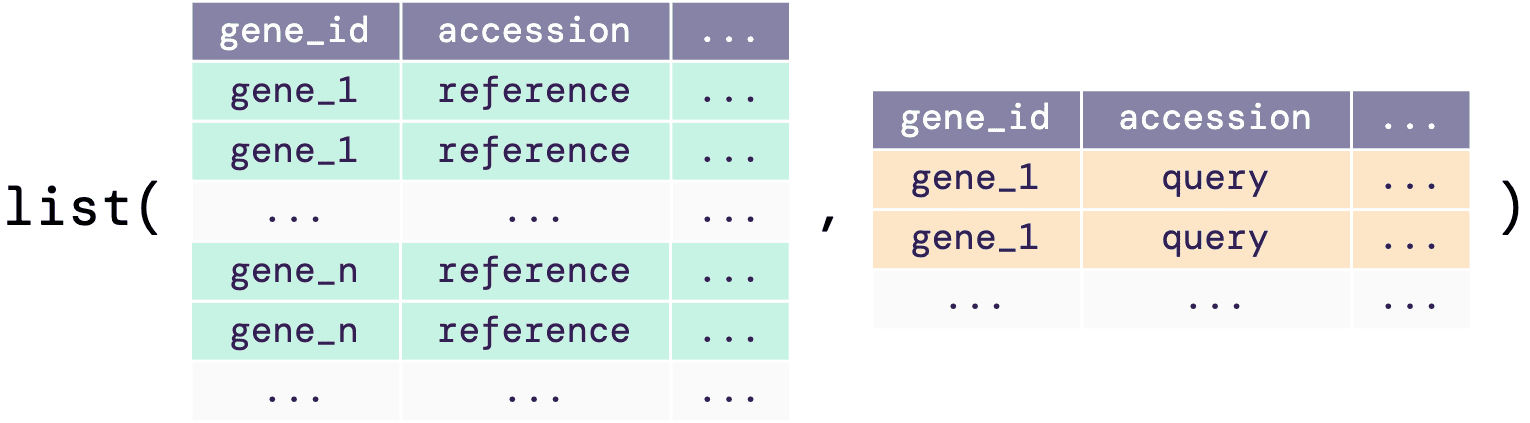 list(
gene_id accession ...
gene_1 reference ...
gene_1 reference ...
... ... ...
gene_n reference ...
gene_n reference ...
... ... ...
,
gene_id accession ...
gene_1 query ...
gene_1 query ...
... ... ...
)